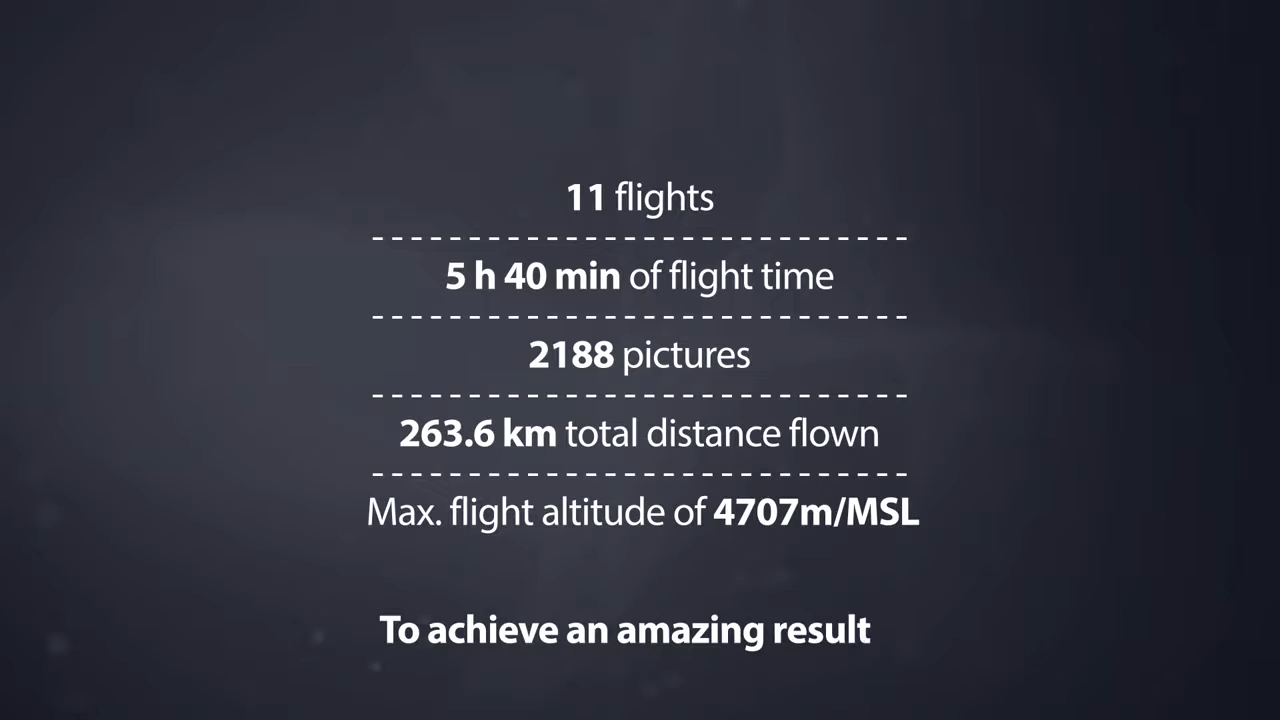 11 flights
5 h 40 min of flight time
2188 pictures
263.6 km total distance flown
Max. flight altitude of 4707m/MSL
To achieve an amazing result